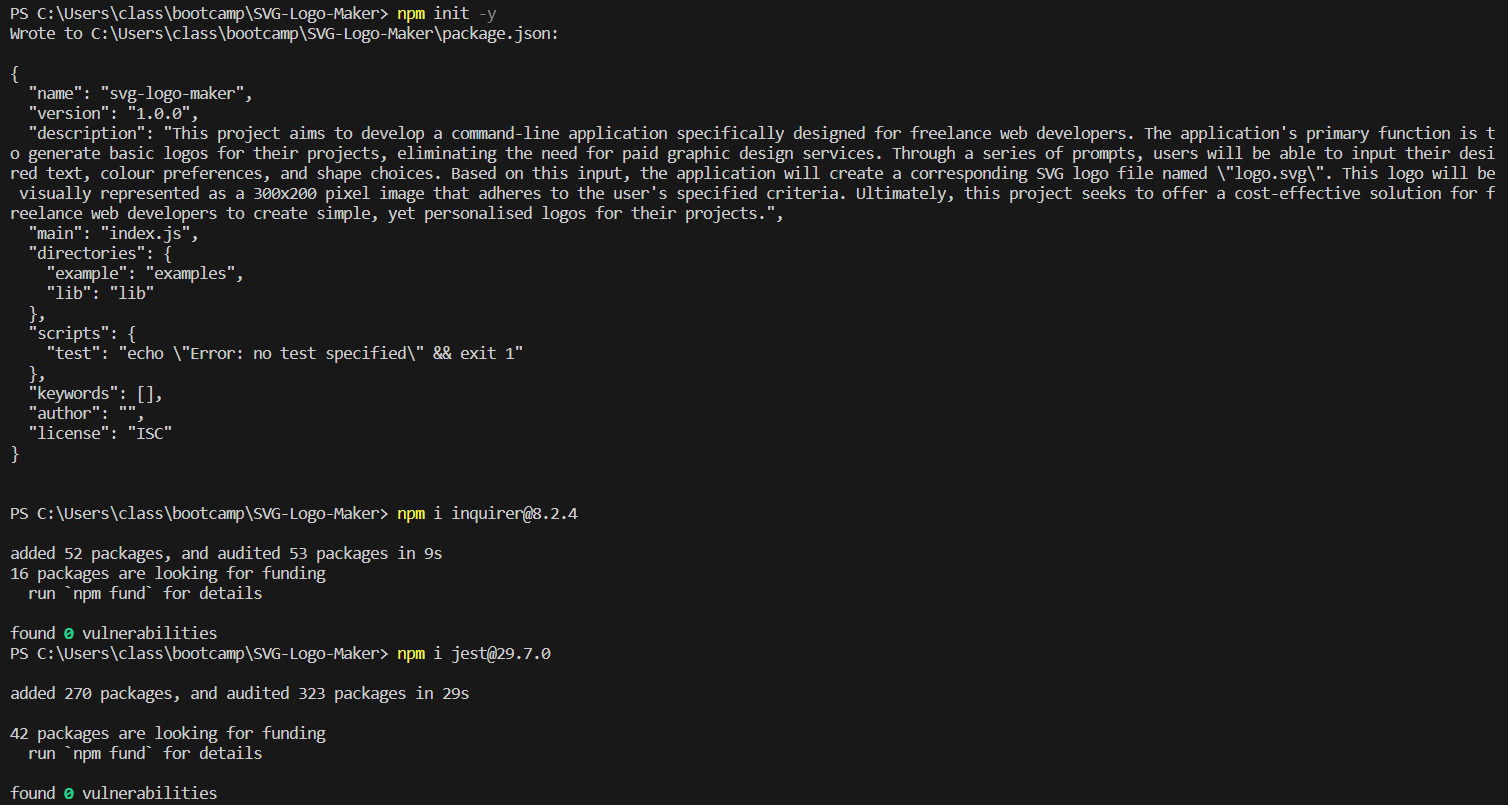 PS C:\Users\class\bootcamp\SVG-Logo-Maker> npm init -y
Wrote to C:\Users\class\bootcamp\SVG-Logo-Maker\package.json:
{
  "name": "svg-logo-maker",
  "version": "1.0.0",
  "description": "This project aims to develop a command-line application specifically designed for freelance web developers. The application's primary function is t
o generate basic logos for their projects, eliminating the need for paid graphic design services. Through a series of prompts, users will be able to input their desi
red text, colour preferences, and shape choices. Based on this input, the application will create a corresponding SVG logo file named \"logo.svg\". This logo will be
 visually represented as a 300x200 pixel image that adheres to the user's specified criteria. Ultimately, this project seeks to offer a cost-effective solution for f
reelance web developers to create simple, yet personalised logos for their projects.",
  "main": "index.js",
  "directories": {
    "example": "examples",
    "lib": "lib"
  },
  "scripts": {
    "test": "echo \"Error: no test specified\" && exit 1"
  },
  "keywords": [],
  "author": "",
  "license": "ISC"
}
PS C:\Users\class\bootcamp\SVG-Logo-Maker> npm i inquirer@8.2.4
added 52 packages, and audited 53 packages in 9s
16 packages are looking for funding
  run `npm fund` for details
found 0 vulnerabilities
PS C:\Users\class\bootcamp\SVG-Logo-Maker> npm i jest@29.7.0
added 270 packages, and audited 323 packages in 29s
42 packages are looking for funding
  run `npm fund` for details
found 0 vulnerabilities